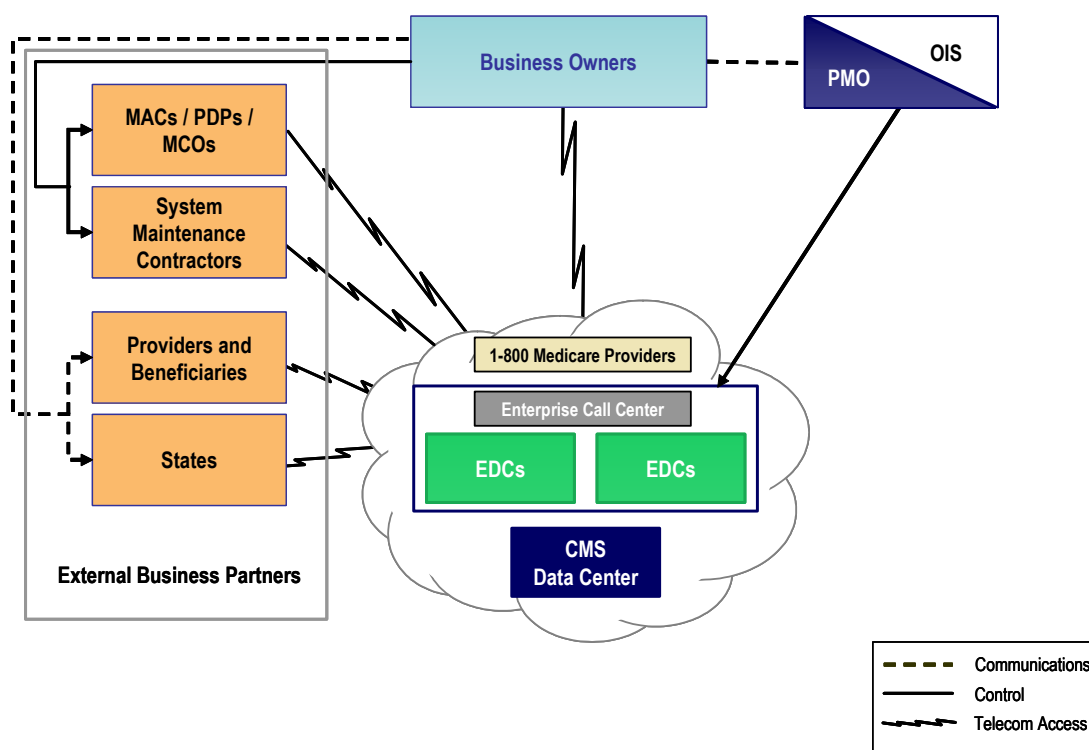 Business Owners
OIS
PMO
MACs / PDPs /
MCOs
System
Maintenance
Contractors
Providers and
Beneficiaries
States
External Business Partners
1-800 Medicare Providers
Enterprise Call Center
EDCs
EDCs
CMS
Data Center
Communications
Control
Telecom Access